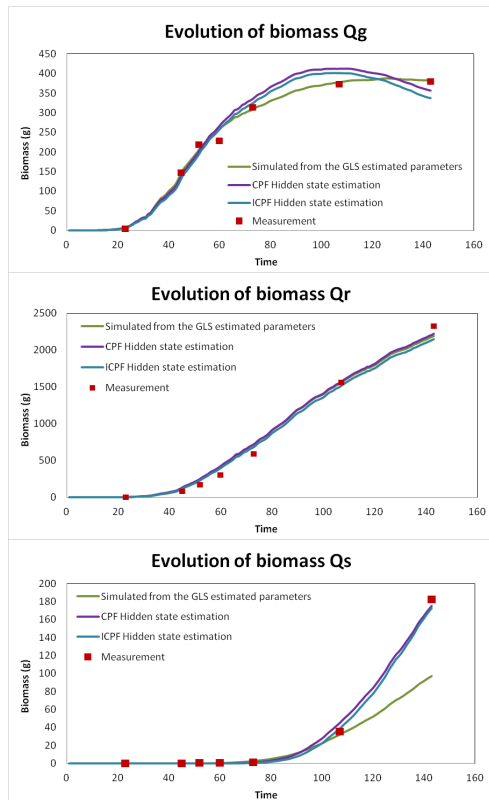 Evolution of biomass Qg
450
400
350
300
250
200
150
100
50
0
Biomass (g)
Simulated from the GLS estimated parameters
CPF Hidden state estimation
ICPF Hidden state estimation
Measurement
0 20 40 60 80 100 120 140 160
Time
Evolution of biomass Qr
2500
2000
1500
1000
500
0
Biomass (g)
Simulated from the GLS estimated parameters
CPF Hidden state estimation
ICPF Hidden state estimation
Measurement
0 20 40 60 80 100 120 140 160
Time
Evolution of biomass Qs
200
180
160
140
120
100
80
60
40
20
0
Biomass (g)
Simulated from the GLS estimated parameters
CPF Hidden state estimation
ICPF Hidden state estimation
Measurement
0 20 40 60 80 100 120 140 160
Time